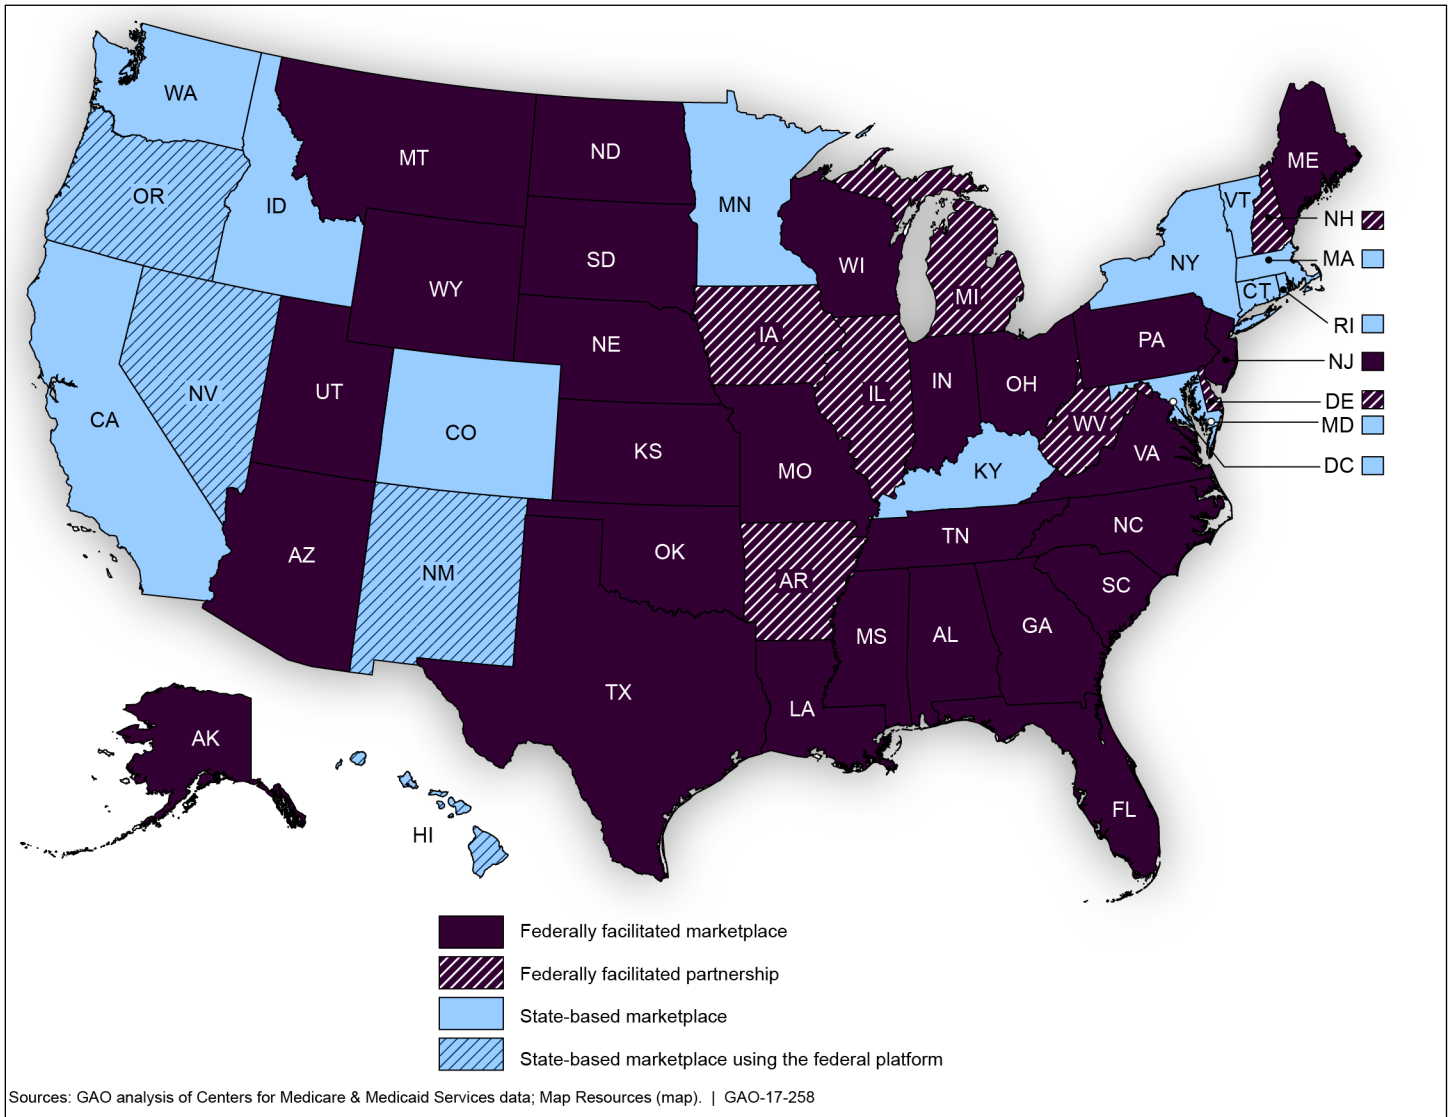 WA
MT
ND
ME
OR
ID
MN
VT
NH
SD
WI
NY
MA
WY
MI
CT
RI
NE
IA
PA
NJ
UT
NV
IL
IN
OH
DE
CA
CO
WV
MD
KS
MO
KY
VA
DC
AZ
NM
OK
AR
TN
NC
SC
MS
AL
GA
TX
LA
AK
HI
FL
Federally facilitated marketplace
Federally facilitated partnership
State-based marketplace
State-based marketplace using the federal platform
Sources: GAO analysis of Centers for Medicare & Medicaid Services data; Map Resources (map). | GAO-17-258